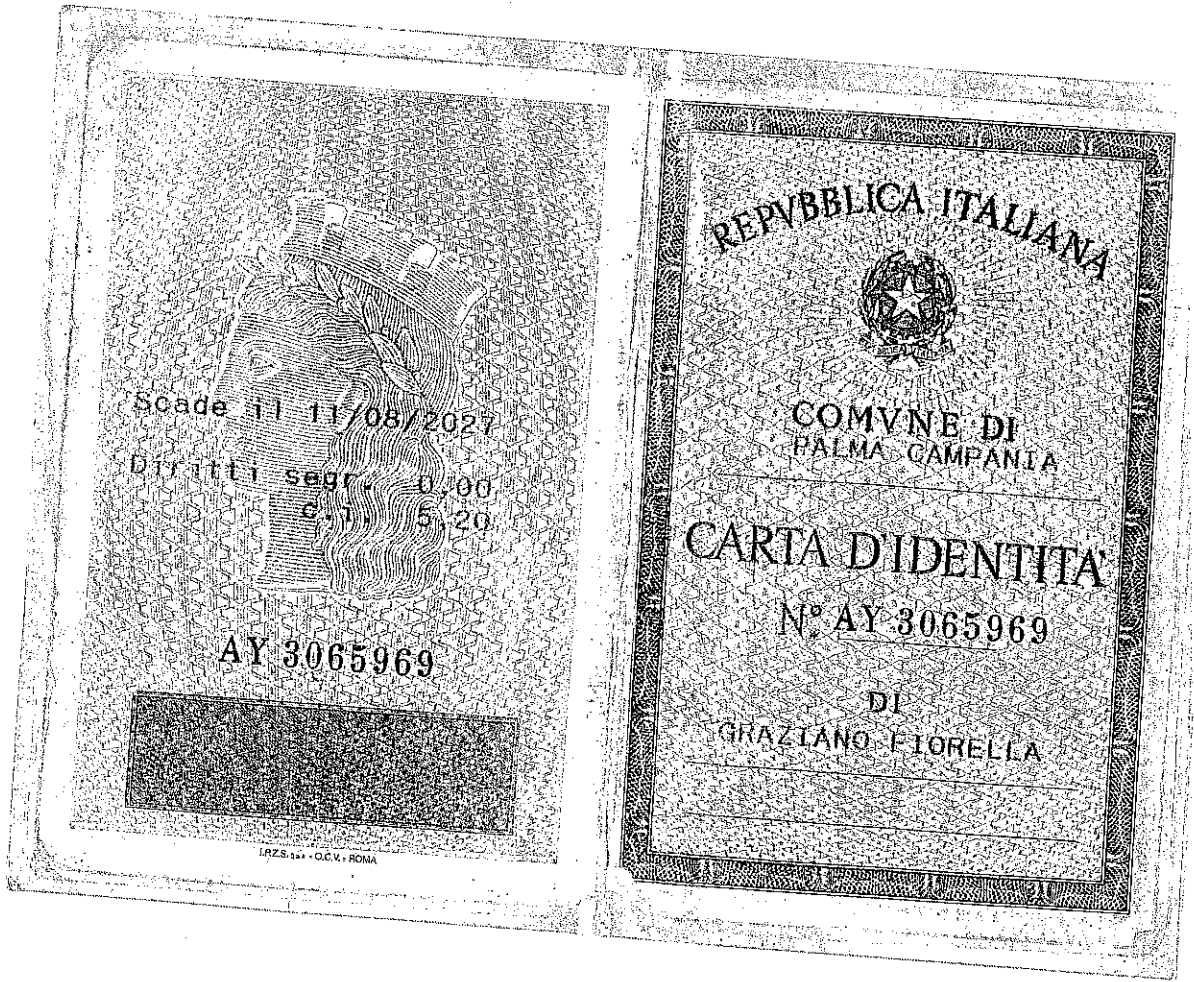 Scade il 11/08/2027
Diritti segr. 0,00
c.i. 5,20
AY 3065969
I.P.Z.S. S.p.A. - O.C.V. - ROMA
REPVBBLICA ITALIANA
COMVNE DI
PALMA CAMPANIA
CARTA D'IDENTITA'
N° AY 3065969
DI
GRAZIANO FIORELLA